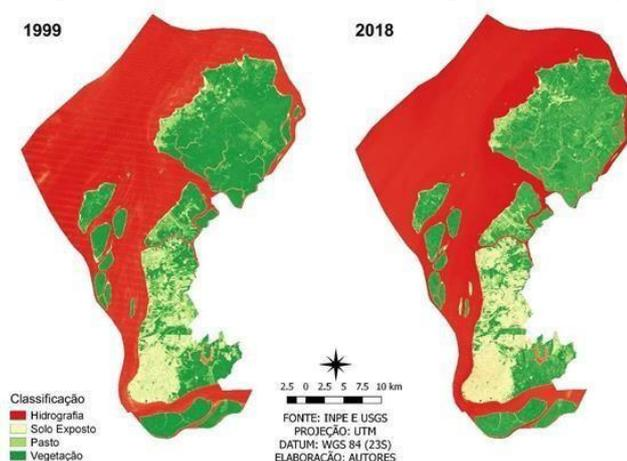 1999
2018
Classificação
Hidrografia
Solo Exposto
Pasto
Vegetação
2.5 0 2.5 5 7.5 10 km
FONTE: INPE E USGS
PROJEÇÃO: UTM
DATUM: WGS 84 (23S)
ELABORAÇÃO: AUTORES